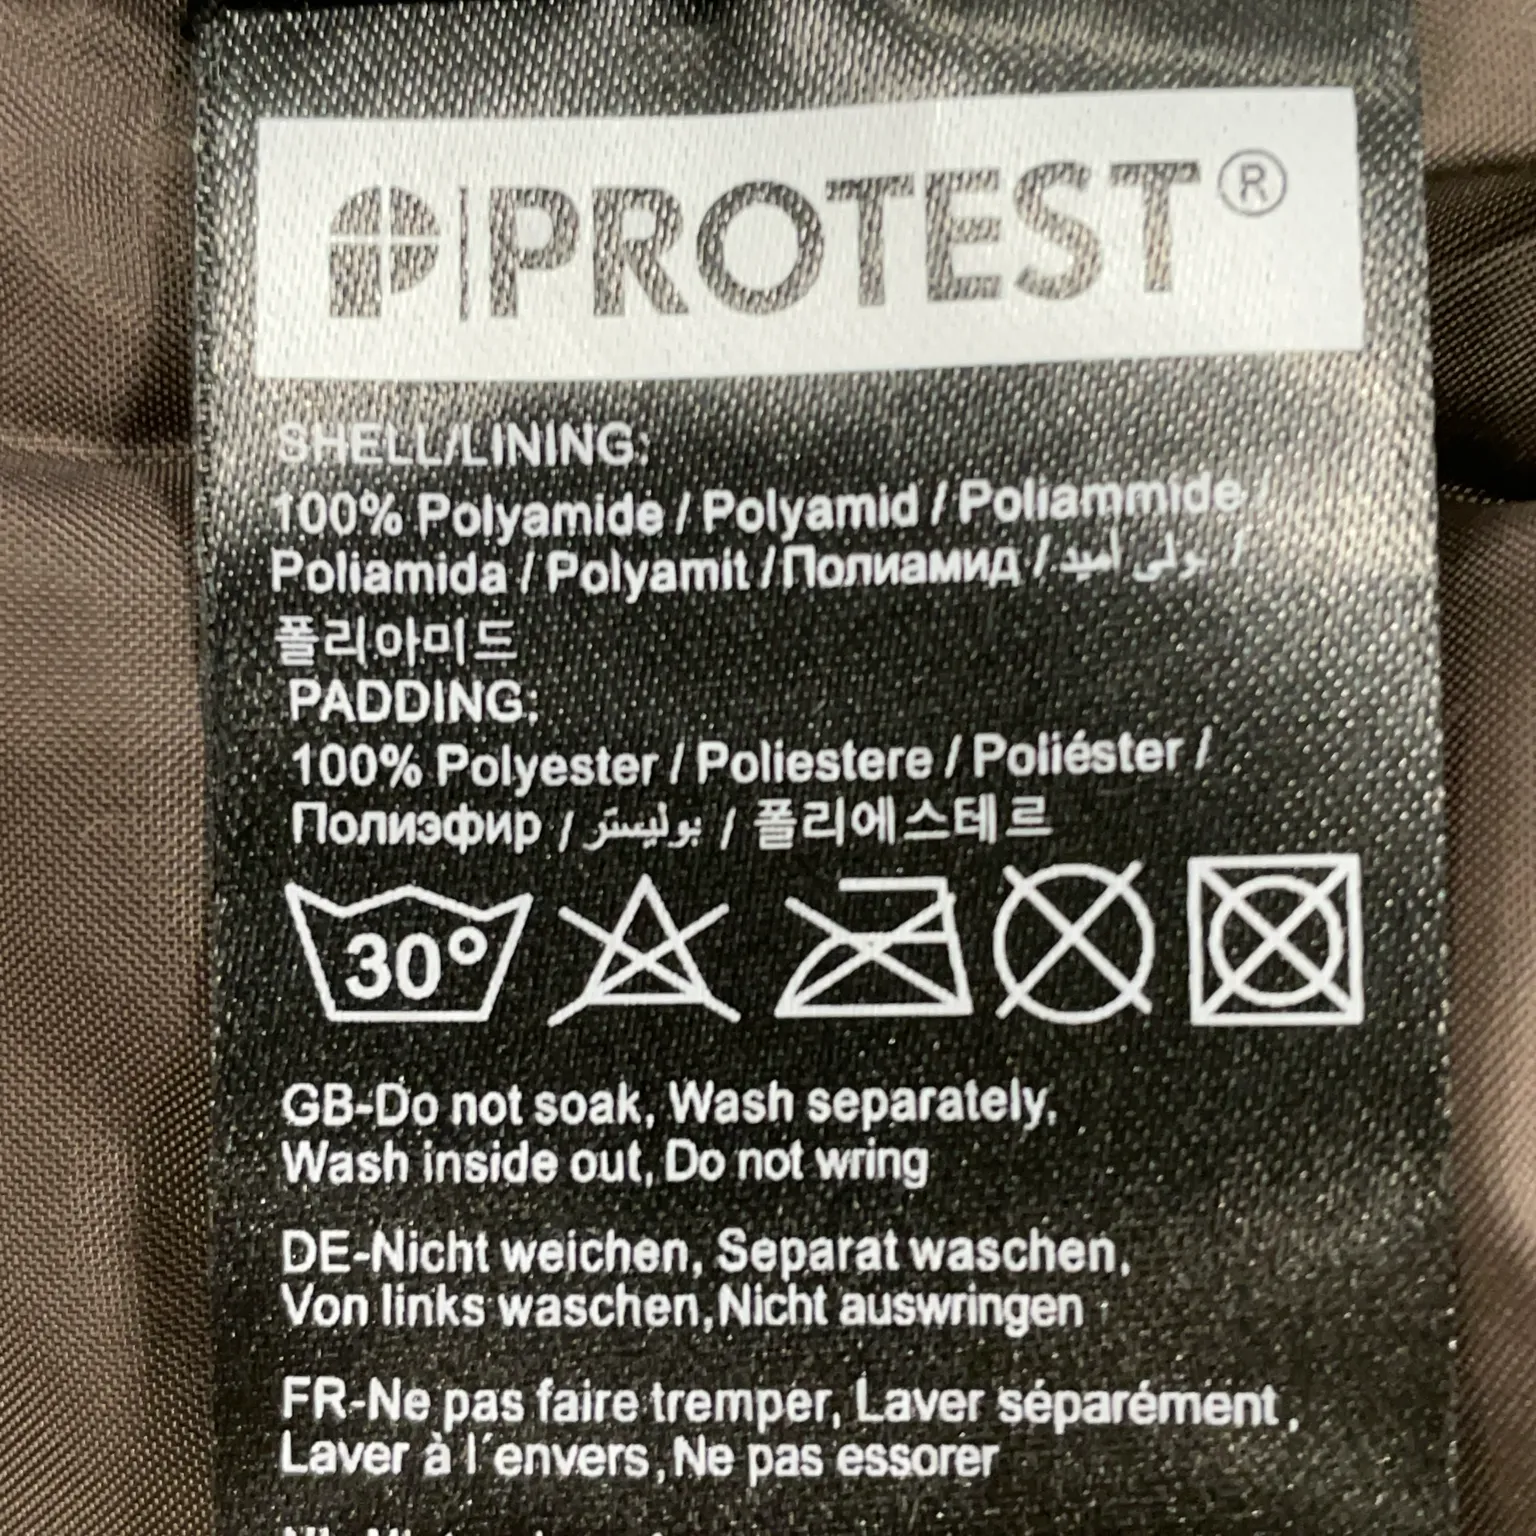 PROTEST®
SHELL/LINING:
100% Polyamide / Polyamid / Poliammide /
Poliamida / Polyamit / Полиамид / بولى أميد /
폴리아미드
PADDING:
100% Polyester / Poliestere / Poliéster /
Полиэфир / بوليستر / 폴리에스테르
30°
GB-Do not soak, Wash separately,
Wash inside out, Do not wring
DE-Nicht weichen, Separat waschen,
Von links waschen, Nicht auswringen
FR-Ne pas faire tremper, Laver séparément,
Laver à l´envers, Ne pas essorer